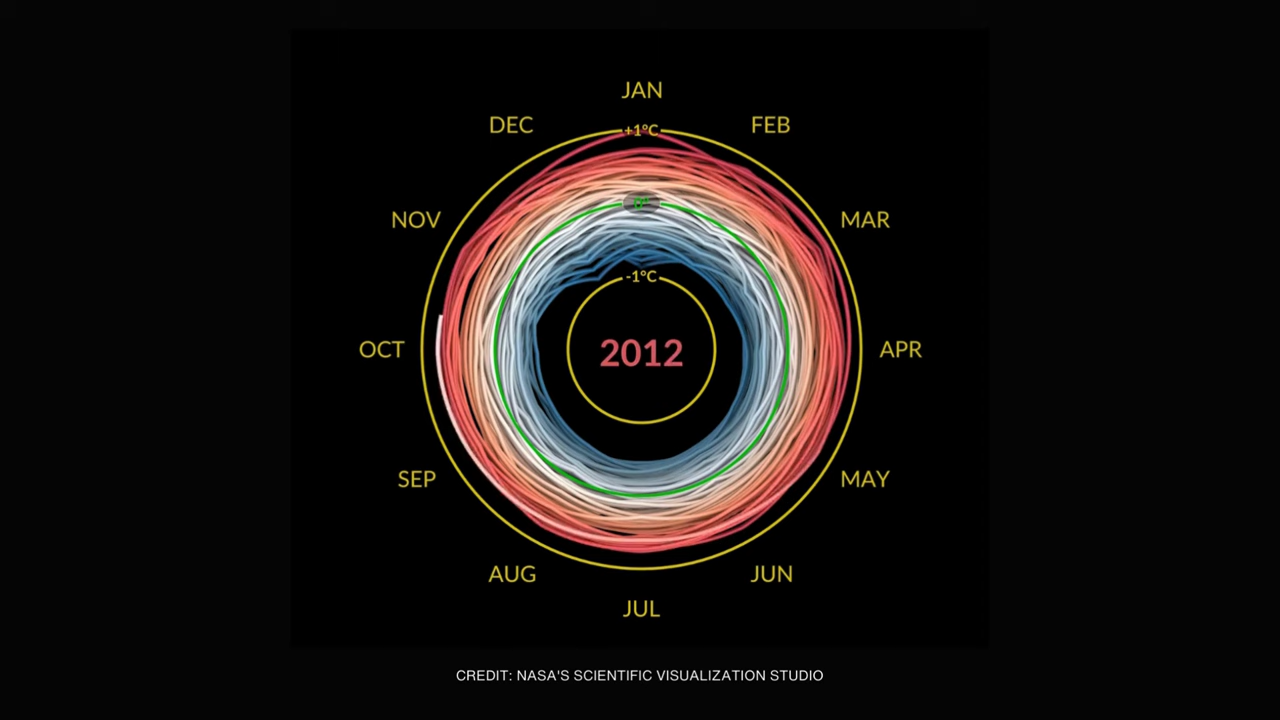 JAN
DEC
FEB
+1°C
NOV
MAR
0°
-1°C
2012
OCT
APR
SEP
MAY
AUG
JUN
JUL
CREDIT: NASA'S SCIENTIFIC VISUALIZATION STUDIO